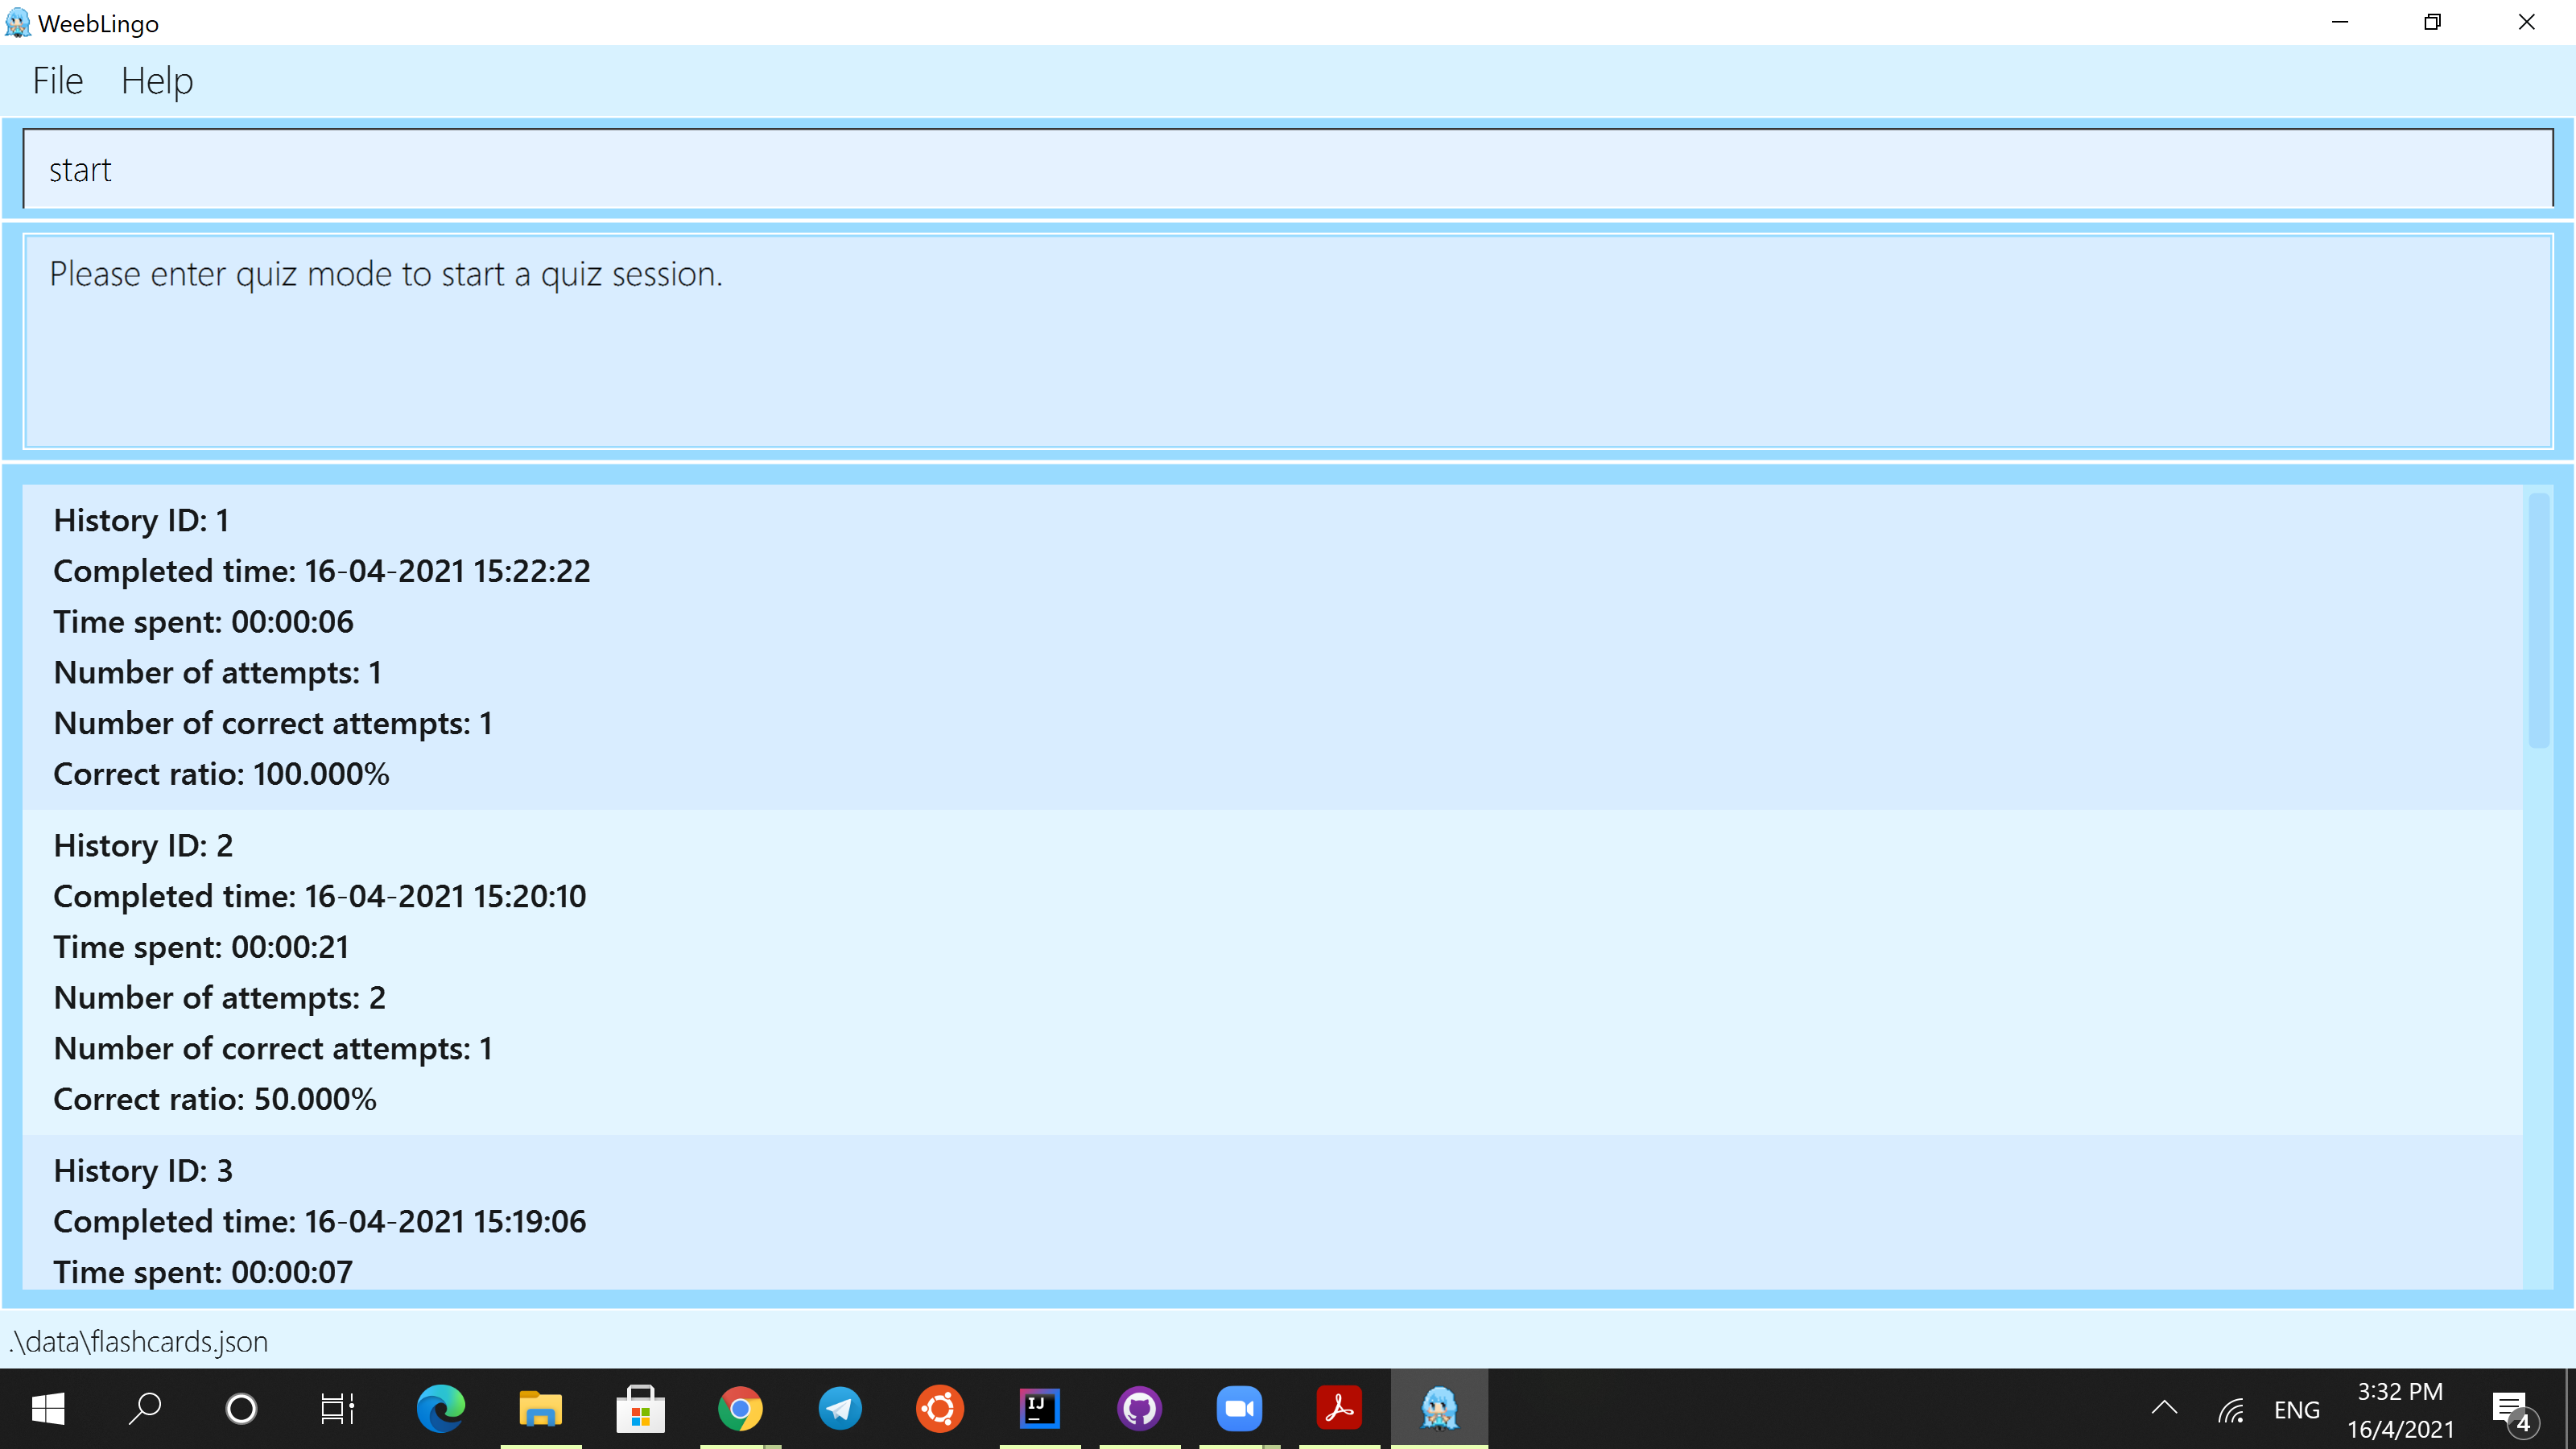 WeebLingo
File Help
start
Please enter quiz mode to start a quiz session.
History ID: 1
Completed time: 16-04-2021 15:22:22
Time spent: 00:00:06
Number of attempts: 1
Number of correct attempts: 1
Correct ratio: 100.000%
History ID: 2
Completed time: 16-04-2021 15:20:10
Time spent: 00:00:21
Number of attempts: 2
Number of correct attempts: 1
Correct ratio: 50.000%
History ID: 3
Completed time: 16-04-2021 15:19:06
Time spent: 00:00:07
.\data\flashcards.json
IJ
ENG
3:32 PM
16/4/2021
4